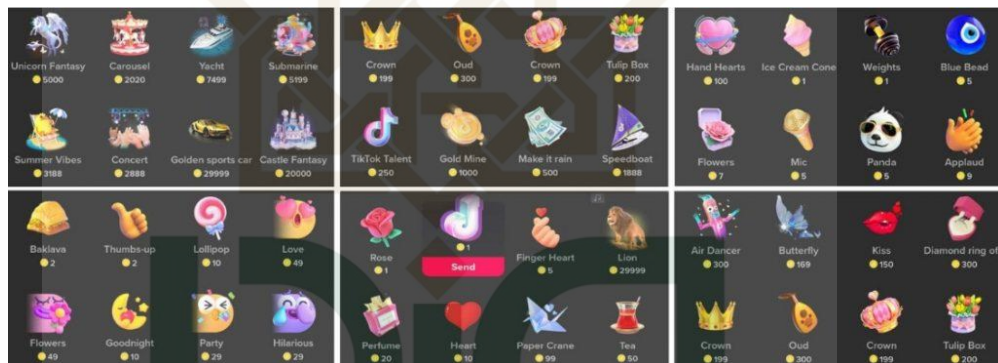 Unicorn Fantasy Carousel Yacht Submarine
5000 2020 7499 5199
Summer Vibes Concert Golden sports car Castle Fantasy
3188 2888 29999 20000
Crown Oud Crown Tulip Box
199 300 199 200
TikTok Talent Gold Mine Make it rain Speedboat
250 1000 500 1888
Hand Hearts Ice Cream Cone Weights Blue Bead
100 1 1 5
Flowers Mic Panda Applaud
7 5 5 9
Baklava Thumbs-up Lollipop Love
2 2 10 49
Flowers Goodnight Party Hilarious
49 10 29 29
Rose Finger Heart Lion
1 1 5 29999
Send
Perfume Heart Paper Crane Tea
20 10 99 50
Air Dancer Butterfly Kiss Diamond ring of
300 169 150 300
Crown Oud Crown Tulip Box
199 300 199 200